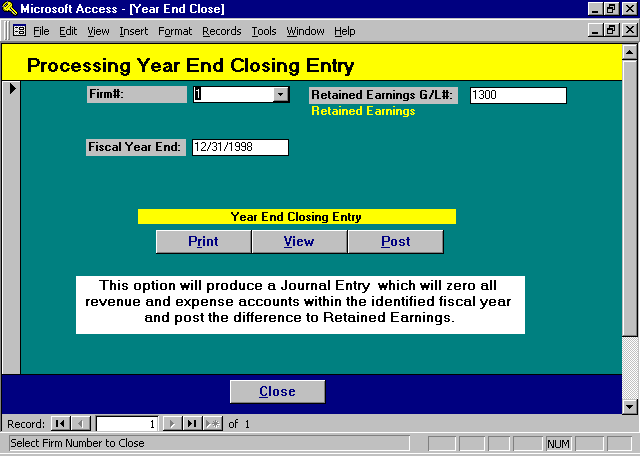 Microsoft Access - [Year End Close]
File Edit View Insert Format Records Tools Window Help
Processing Year End Closing Entry
Firm#: 1 Retained Earnings G/L#: 1300
Retained Earnings
Fiscal Year End: 12/31/1998
Year End Closing Entry
Print View Post
This option will produce a Journal Entry which will zero all
revenue and expense accounts within the identified fiscal year
and post the difference to Retained Earnings.
Close
Record: 1 of 1
Select Firm Number to Close NUM